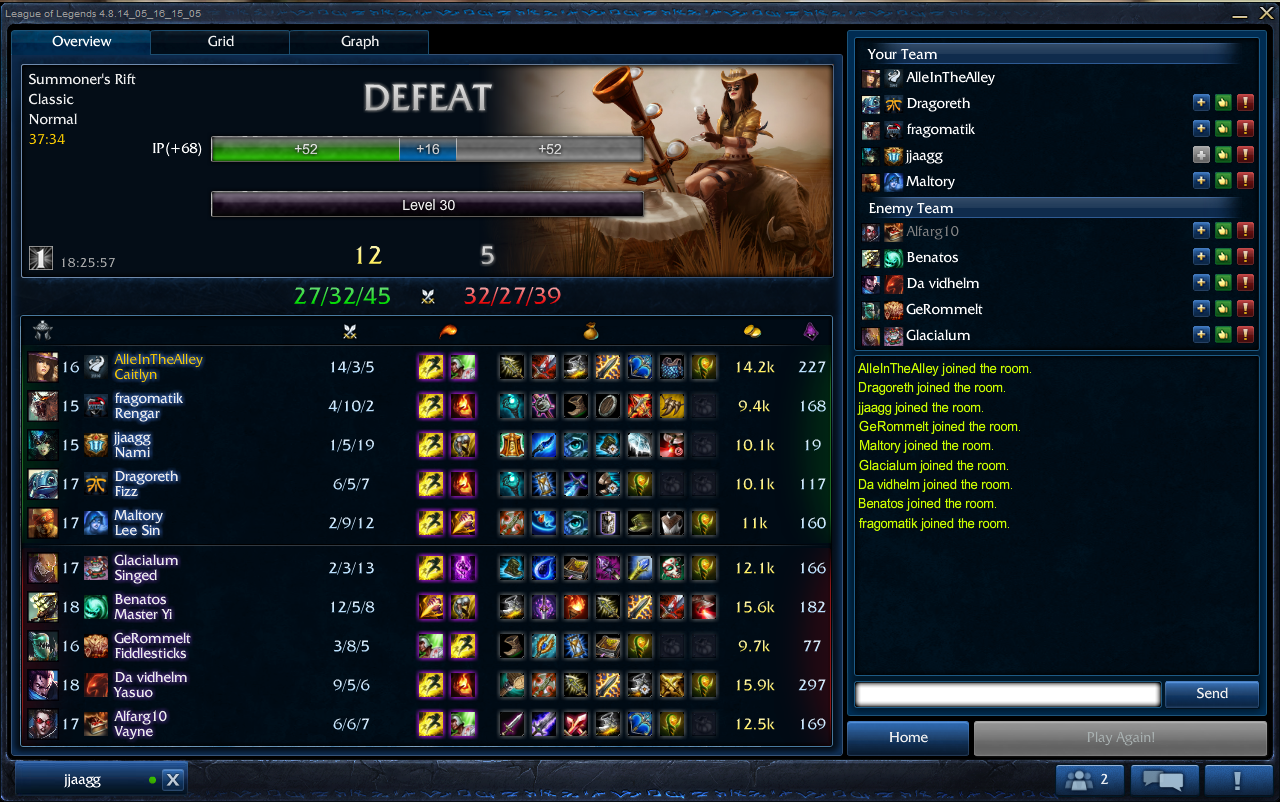 League of Legends 4.8.14_05_16_15_05
Overview
Grid
Graph
Summoner's Rift
Classic
Normal
37:34
DEFEAT
IP(+68)
+52
+16
+52
Level 30
1
18:25:57
12
5
27/32/45
32/27/39
16 AlleInTheAlley 14/3/5 14.2k 227
Caitlyn
15 fragomatik 4/10/2 9.4k 168
Rengar
15 jjaagg 1/5/19 10.1k 19
Nami
17 Dragoreth 6/5/7 10.1k 117
Fizz
17 Maltory 2/9/12 11k 160
Lee Sin
17 Glacialum 2/3/13 12.1k 166
Singed
18 Benatos 12/5/8 15.6k 182
Master Yi
16 GeRommelt 3/8/5 9.7k 77
Fiddlesticks
18 Da vidhelm 9/5/6 15.9k 297
Yasuo
17 Alfarg10 6/6/7 12.5k 169
Vayne
Your Team
AlleInTheAlley
Dragoreth
fragomatik
jjaagg
Maltory
Enemy Team
Alfarg10
Benatos
Da vidhelm
GeRommelt
Glacialum
AlleInTheAlley joined the room.
Dragoreth joined the room.
jjaagg joined the room.
GeRommelt joined the room.
Maltory joined the room.
Glacialum joined the room.
Da vidhelm joined the room.
Benatos joined the room.
fragomatik joined the room.
Send
Home
Play Again!
jjaagg
X
2
!